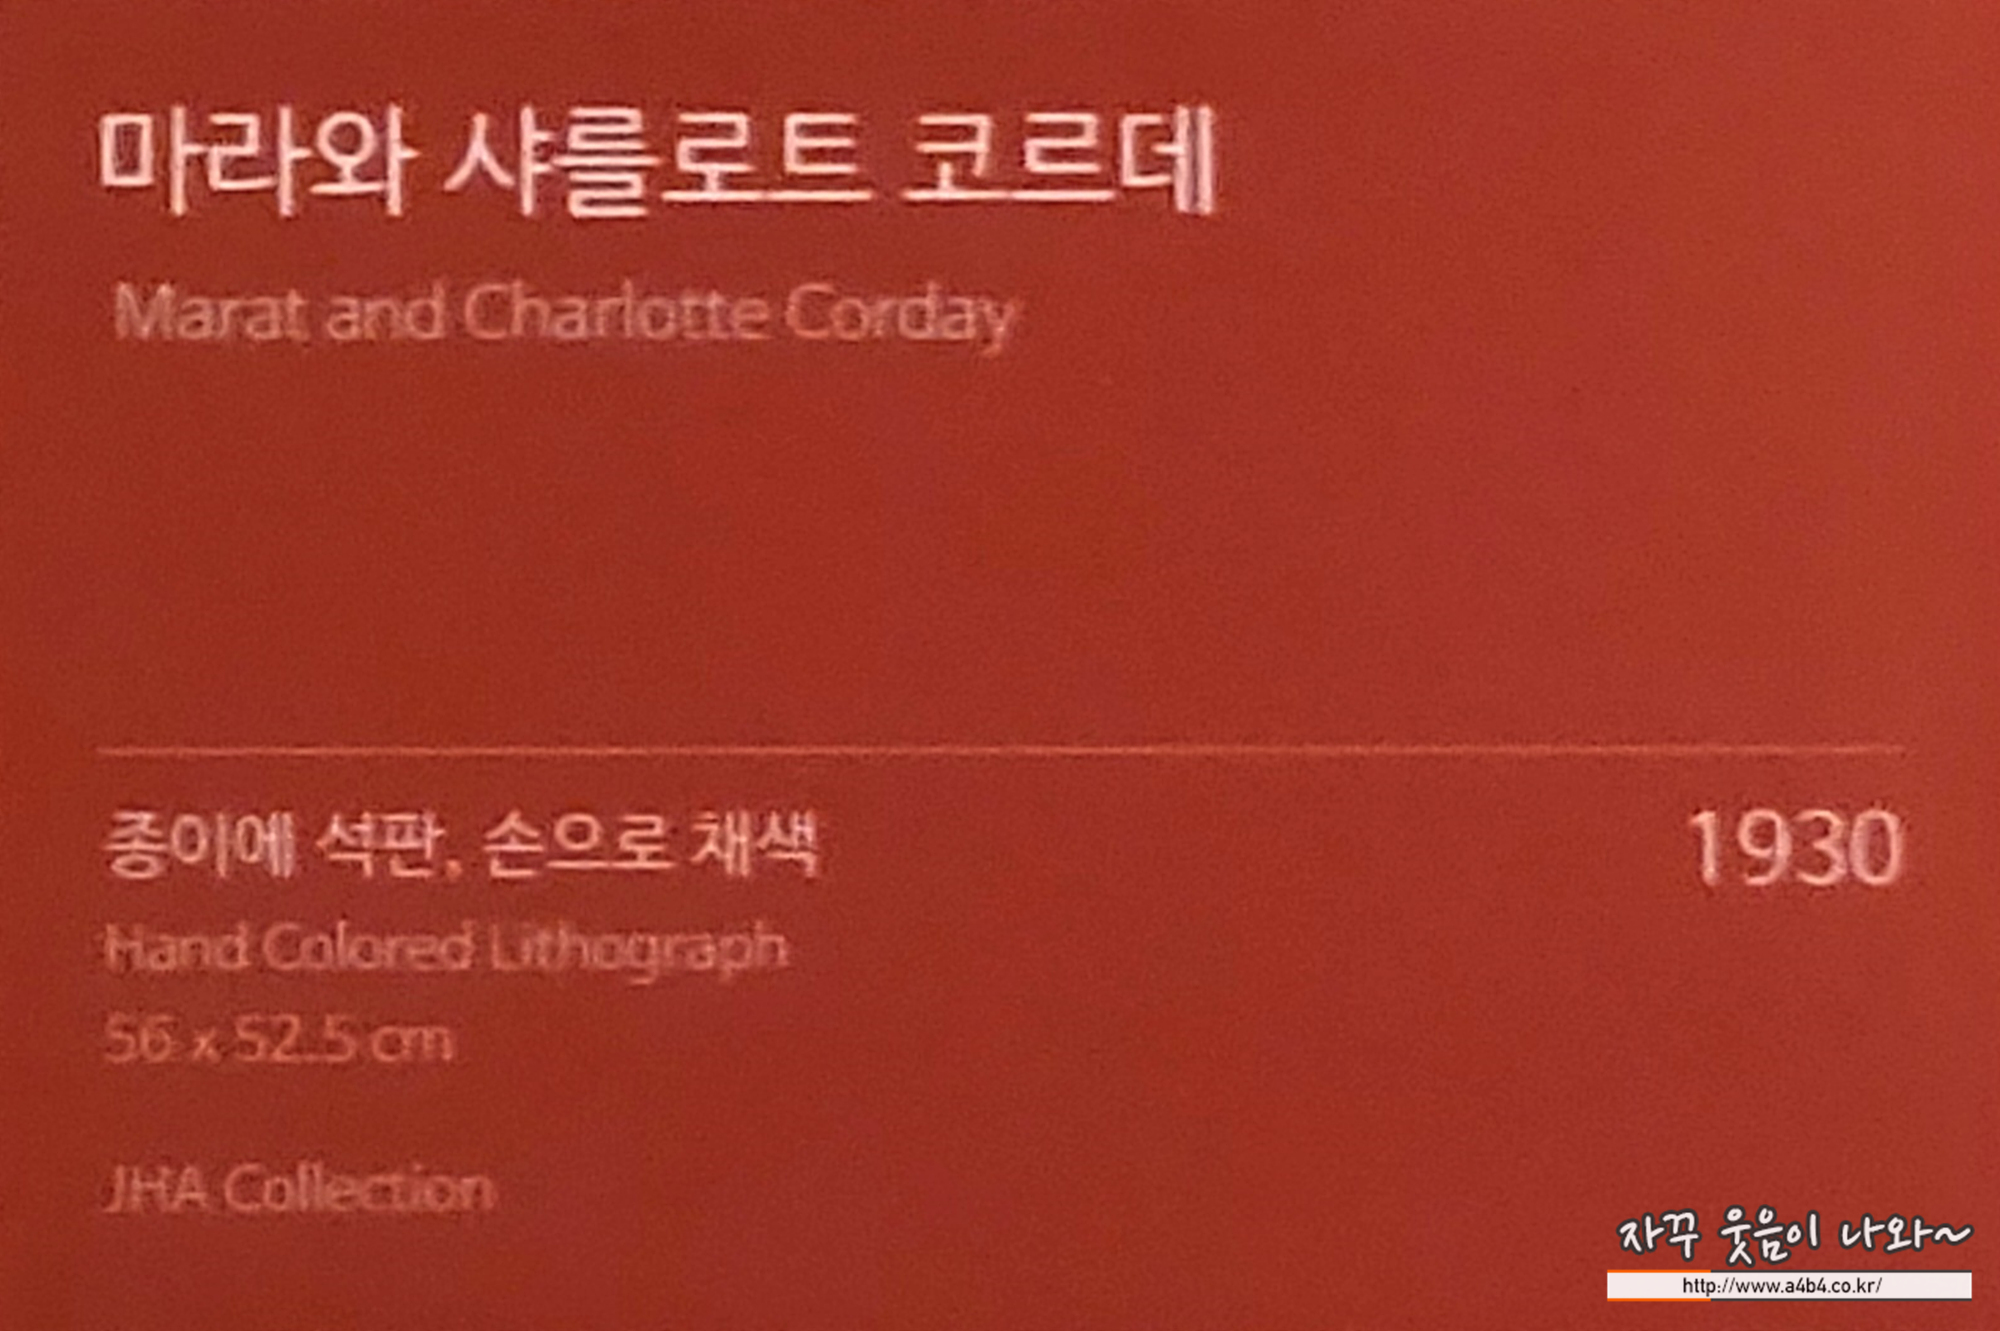 마라와 샤를로트 코르데
Marat and Charlotte Corday
종이에 석판, 손으로 채색
1930
Hand Colored Lithograph
56 x 52.5 cm
JHA Collection
자꾸 웃음이 나와~
http://www.a4b4.co.kr/